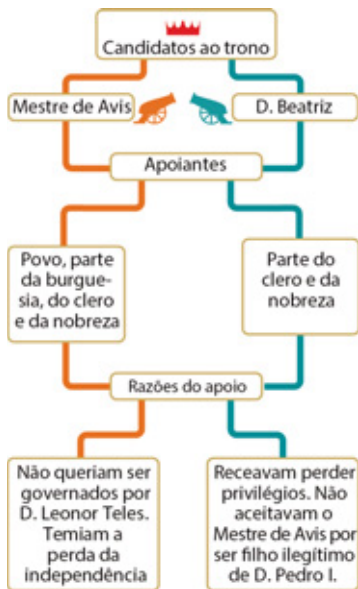 Candidatos ao trono
Mestre de Avis
D. Beatriz
Apoiantes
Povo, parte
da burgue-
sia, do clero
e da nobreza
Parte do
clero e da
nobreza
Razões do apoio
Não queriam ser
governados por
D. Leonor Teles.
Temiam a
perda da
independência
Receavam perder
privilégios. Não
aceitavam o
Mestre de Avis por
ser filho ilegítimo
de D. Pedro I.